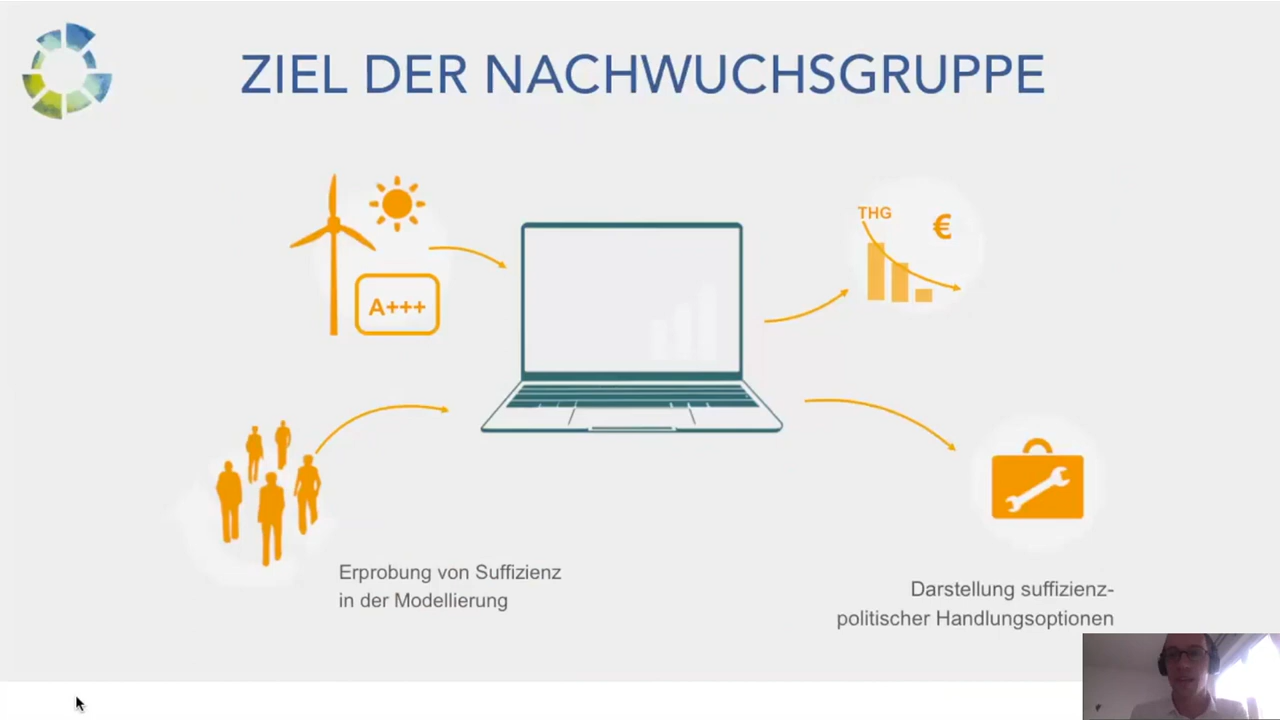 ZIEL DER NACHWUCHSGRUPPE
THG
€
A+++
Erprobung von Suffizienz
in der Modellierung
Darstellung suffizienz-
politischer Handlungsoptionen